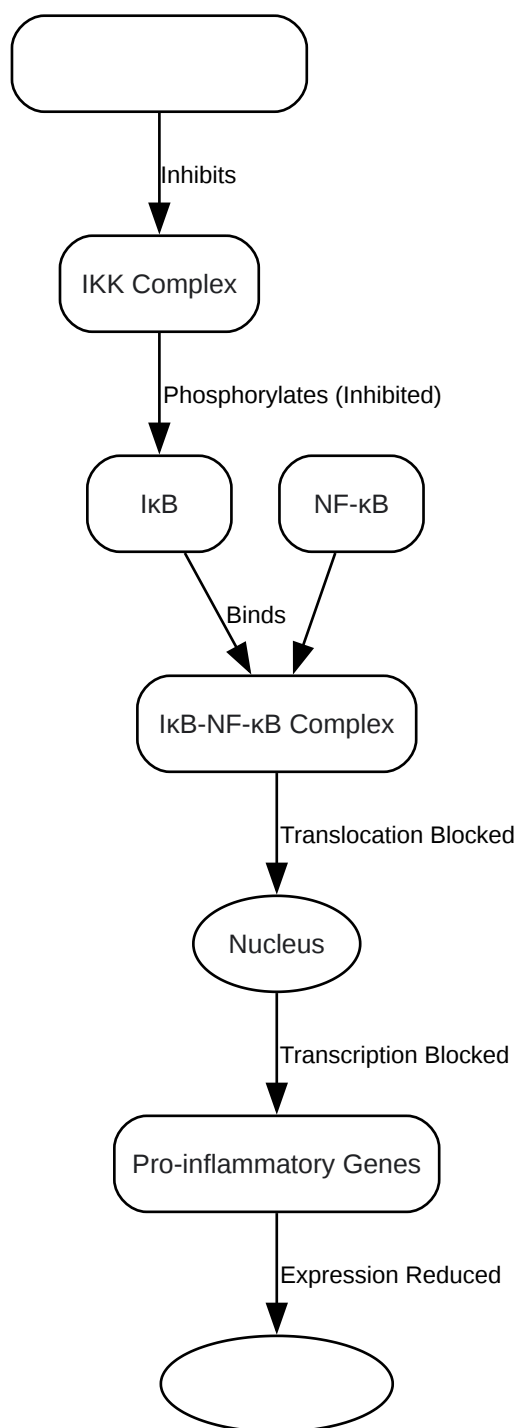 Inhibits
IKK Complex
Phosphorylates (Inhibited)
IκB
NF-κB
Binds
IκB-NF-κB Complex
Translocation Blocked
Nucleus
Transcription Blocked
Pro-inflammatory Genes
Expression Reduced